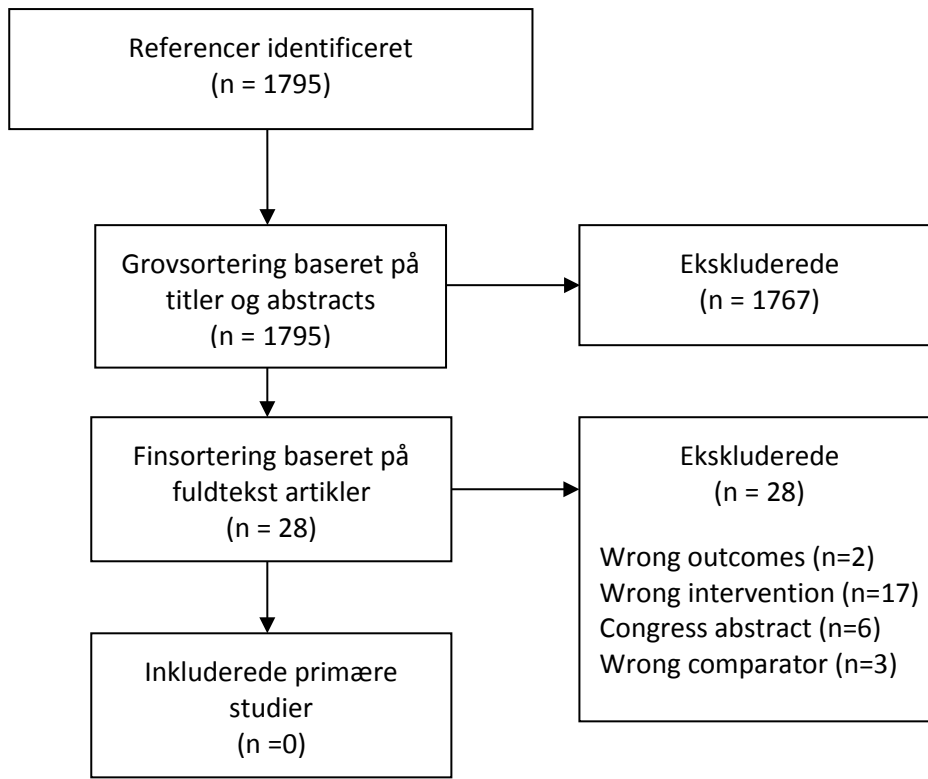 Referencer identificeret
(n = 1795)
Grovsortering baseret på
titler og abstracts
(n = 1795)
Ekskluderede
(n = 1767)
Finsortering baseret på
fuldtekst artikler
(n = 28)
Ekskluderede
(n = 28)
Wrong outcomes (n=2)
Wrong intervention (n=17)
Congress abstract (n=6)
Wrong comparator (n=3)
Inkluderede primære
studier
(n =0)